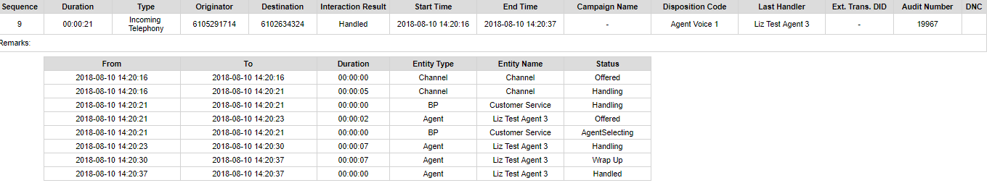 Sequence Duration Type Originator Destination Interaction Result Start Time End Time Campaign Name Disposition Code Last Handler Ext. Trans. DID Audit Number DNC
9 00:00:21 Incoming Telephony 6105291714 6102634324 Handled 2018-08-10 14:20:16 2018-08-10 14:20:37 - Agent Voice 1 Liz Test Agent 3 - 19967
Remarks:
From To Duration Entity Type Entity Name Status
2018-08-10 14:20:16 2018-08-10 14:20:16 00:00:00 Channel Channel Offered
2018-08-10 14:20:16 2018-08-10 14:20:21 00:00:05 Channel Channel Handling
2018-08-10 14:20:21 2018-08-10 14:20:21 00:00:00 BP Customer Service Handling
2018-08-10 14:20:21 2018-08-10 14:20:23 00:00:02 Agent Liz Test Agent 3 Offered
2018-08-10 14:20:21 2018-08-10 14:20:21 00:00:00 BP Customer Service AgentSelecting
2018-08-10 14:20:23 2018-08-10 14:20:30 00:00:07 Agent Liz Test Agent 3 Handling
2018-08-10 14:20:30 2018-08-10 14:20:37 00:00:07 Agent Liz Test Agent 3 Wrap Up
2018-08-10 14:20:37 2018-08-10 14:20:37 00:00:00 Agent Liz Test Agent 3 Handled